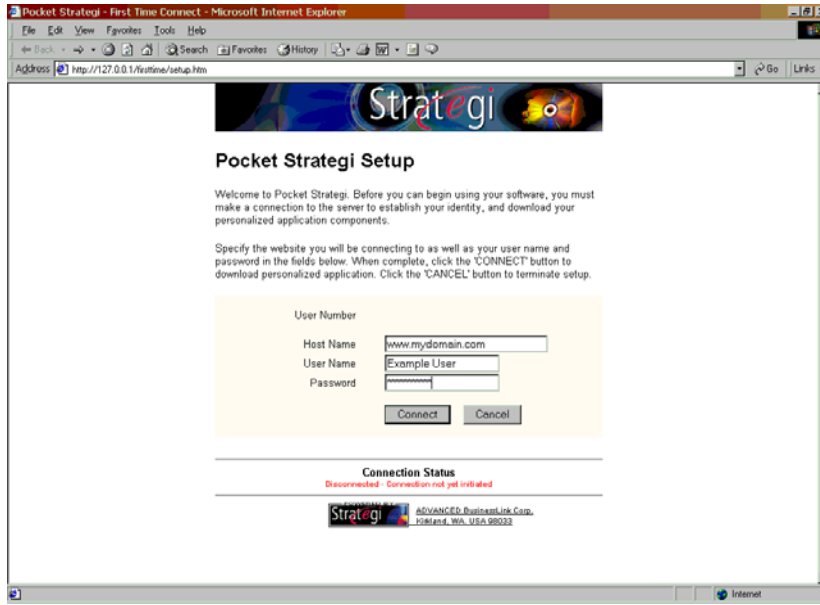 Pocket Strategi - First Time Connect - Microsoft Internet Explorer
File Edit View Favorites Tools Help
Back Search Favorites History
Address http://127.0.0.1/firsttime/setup.htm Go Links
Strategi
Pocket Strategi Setup
Welcome to Pocket Strategi. Before you can begin using your software, you must
make a connection to the server to establish your identity, and download your
personalized application components.
Specify the website you will be connecting to as well as your user name and
password in the fields below. When complete, click the 'CONNECT' button to
download personalized application. Click the 'CANCEL' button to terminate setup.
User Number
Host Name www.mydomain.com
User Name Example User
Password
Connect Cancel
Connection Status
Disconnected - Connection not yet initiated
Strategi ADVANCED BusinessLink Corp.
Kirkland, WA, USA 98033
Internet